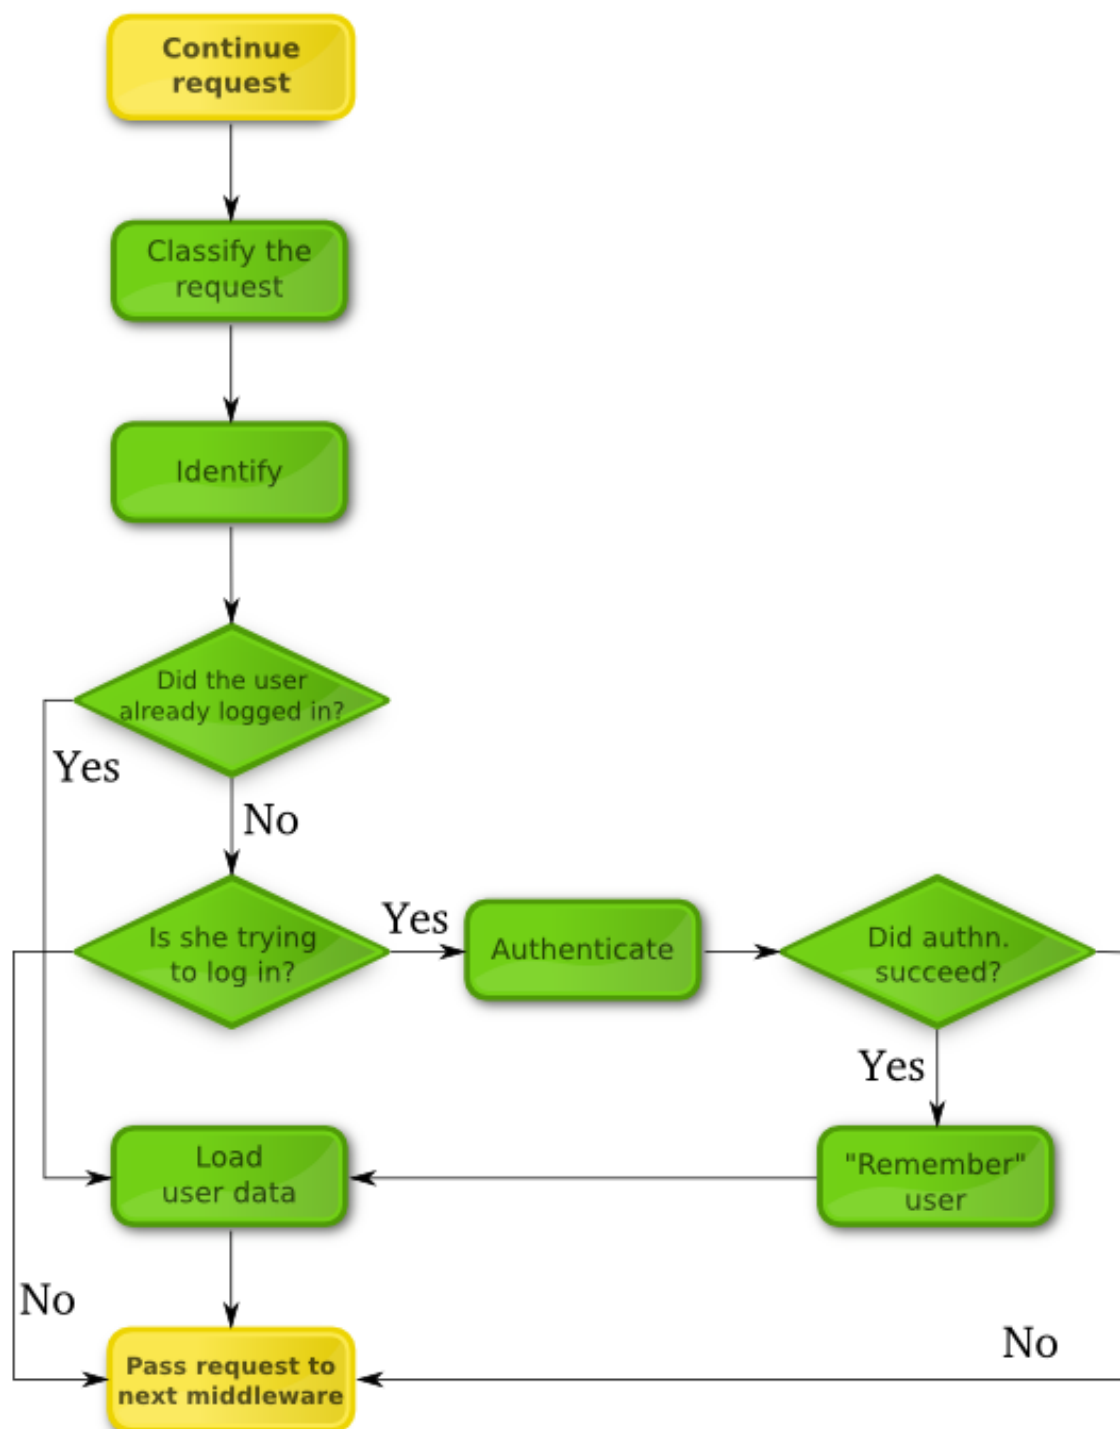 Continue
request
Classify the
request
Identify
Did the user
already logged in?
Yes
No
Is she trying
to log in?
Yes
Authenticate
Did authn.
succeed?
Yes
Load
user data
"Remember"
user
No
No
Pass request to
next middleware